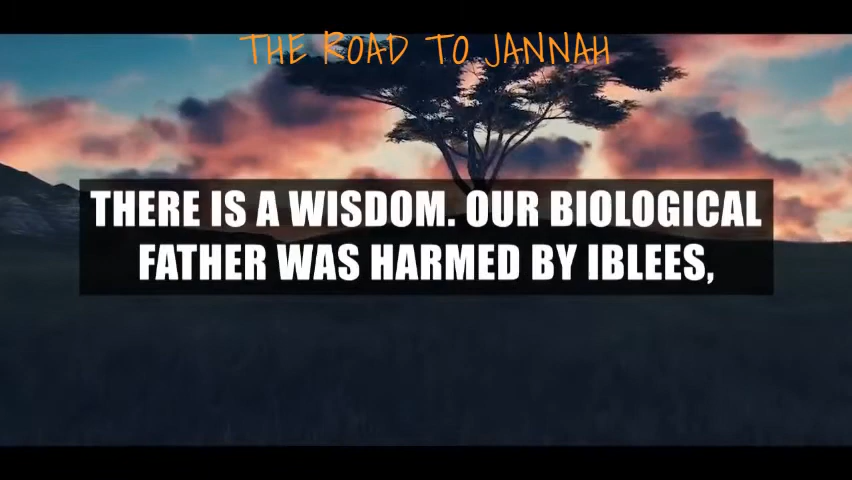 THE ROAD TO JANNAH
THERE IS A WISDOM. OUR BIOLOGICAL
FATHER WAS HARMED BY IBLEES,